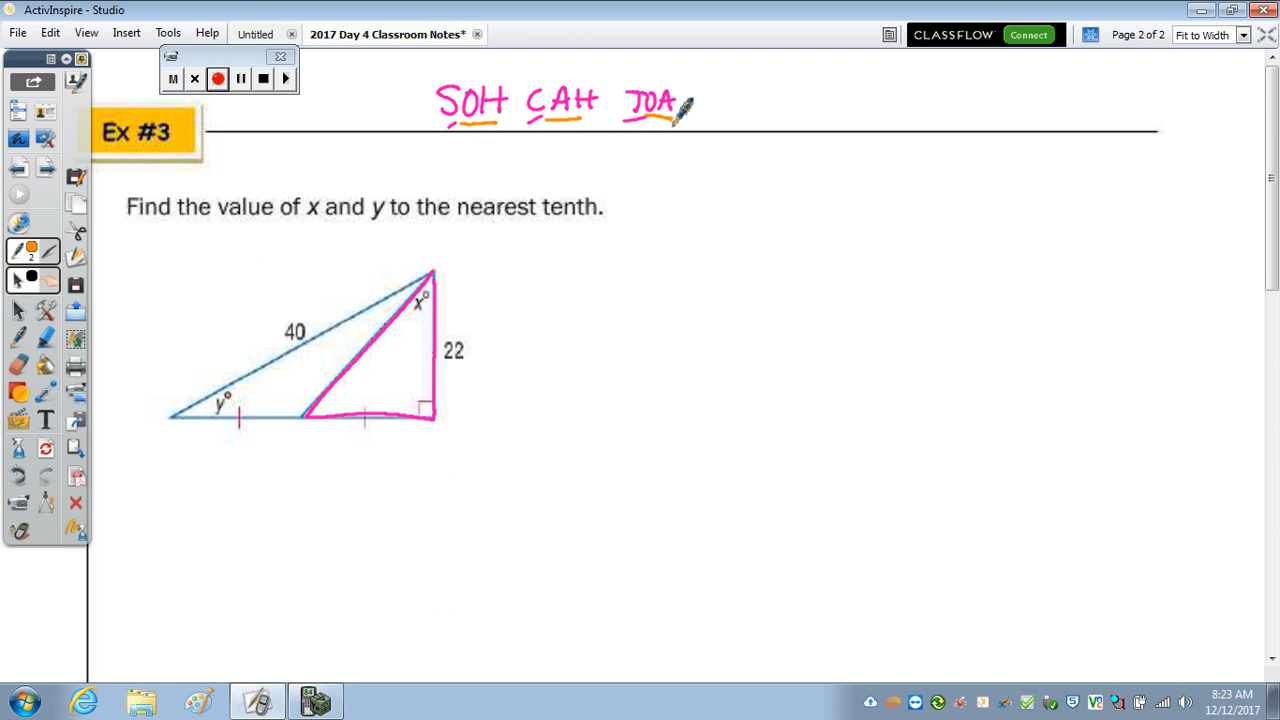 ActivInspire - Studio
File Edit View Insert Tools Help
Untitled
2017 Day 4 Classroom Notes*
CLASSFLOW
Connect
Page 2 of 2
Fit to Width
M
SOH CAH TOA
Ex #3
Find the value of x and y to the nearest tenth.
x°
40
22
y°
2
T
8:23 AM
12/12/2017